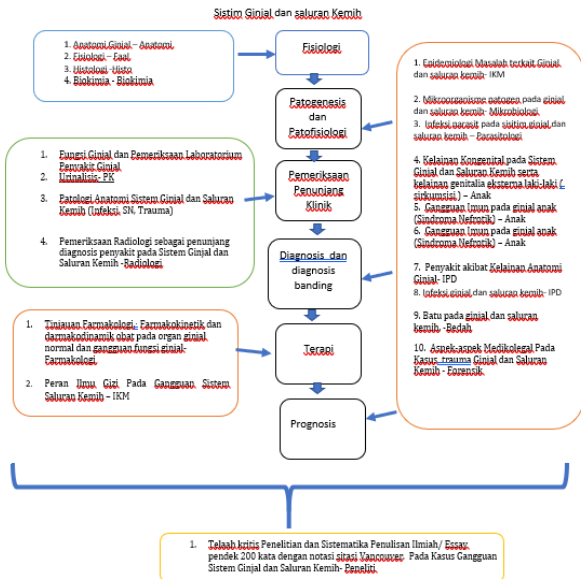 Sistim Ginjal dan saluran Kemih
1. Anatomi Ginjal – Anatomi
2. Fisiologi – Faal
3. Histologi -Histo
4. Biokimia - Biokimia
Fisiologi
Patogenesis
dan
Patofisiologi
Pemeriksaan
Penunjang
Klinik
Diagnosis dan
diagnosis
banding
Terapi
Prognosis
1. Fungsi Ginjal dan Pemeriksaan Laboratorium
Penyakit Ginjal
2. Urinalisis- PK
3. Patologi Anatomi Sistem Ginjal dan Saluran
Kemih (Infeksi, SN, Trauma)
4. Pemeriksaan Radiologi sebagai penunjang
diagnosis penyakit pada Sistem Ginjal dan
Saluran Kemih -Radiologi
1. Tinjauan Farmakologi: Farmakokinetik dan
darmakodinamik obat pada organ ginjal
normal dan gangguan fungsi ginjal-
Farmakologi
2. Peran Ilmu Gizi Pada Gangguan Sistem
Saluran Kemih – IKM
1. Epidemiologi Masalah terkait Ginjal
dan saluran kemih- IKM
2. Mikroorganisme patogen pada ginjal
dan saluran kemih- Mikrobiologi
3. Infeksi parasit pada sisitim ginjal dan
saluran kemih – Parasitologi
4. Kelainan Kongenital pada Sistem
Ginjal dan Saluran Kemih serta
kelainan genitalia eksterna laki-laki (
sirkumsisi ) – Anak
5. Gangguan Imun pada ginjal anak
(Sindroma Nefrotik) – Anak
6. Gangguan Imun pada ginjal anak
(Sindroma Nefrotik) – Anak
7. Penyakit akibat Kelainan Anatomi
Ginjal- IPD
8. Infeksi ginjal dan saluran kemih- IPD
9. Batu pada ginjal dan saluran
kemih. -Bedah
10. Aspek-aspek Medikolegal Pada
Kasus trauma Ginjal dan Saluran
Kemih - Forensik
1. Telaah kritis Penelitian dan Sistematika Penulisan Ilmiah/ Essay
pendek 200 kata dengan notasi sitasi Vancouver. Pada Kasus Gangguan
Sistem Ginjal dan Saluran Kemih- Peneliti